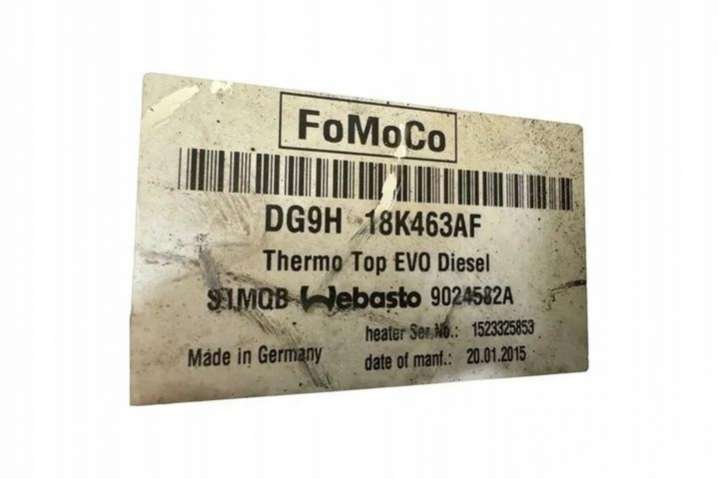 FoMoCo
DG9H 18K463AF
Thermo Top EVO Diesel
S1MQB Webasto 9024582A
heater Ser.No.: 1523325853
Made in Germany
date of manf.: 20.01.2015